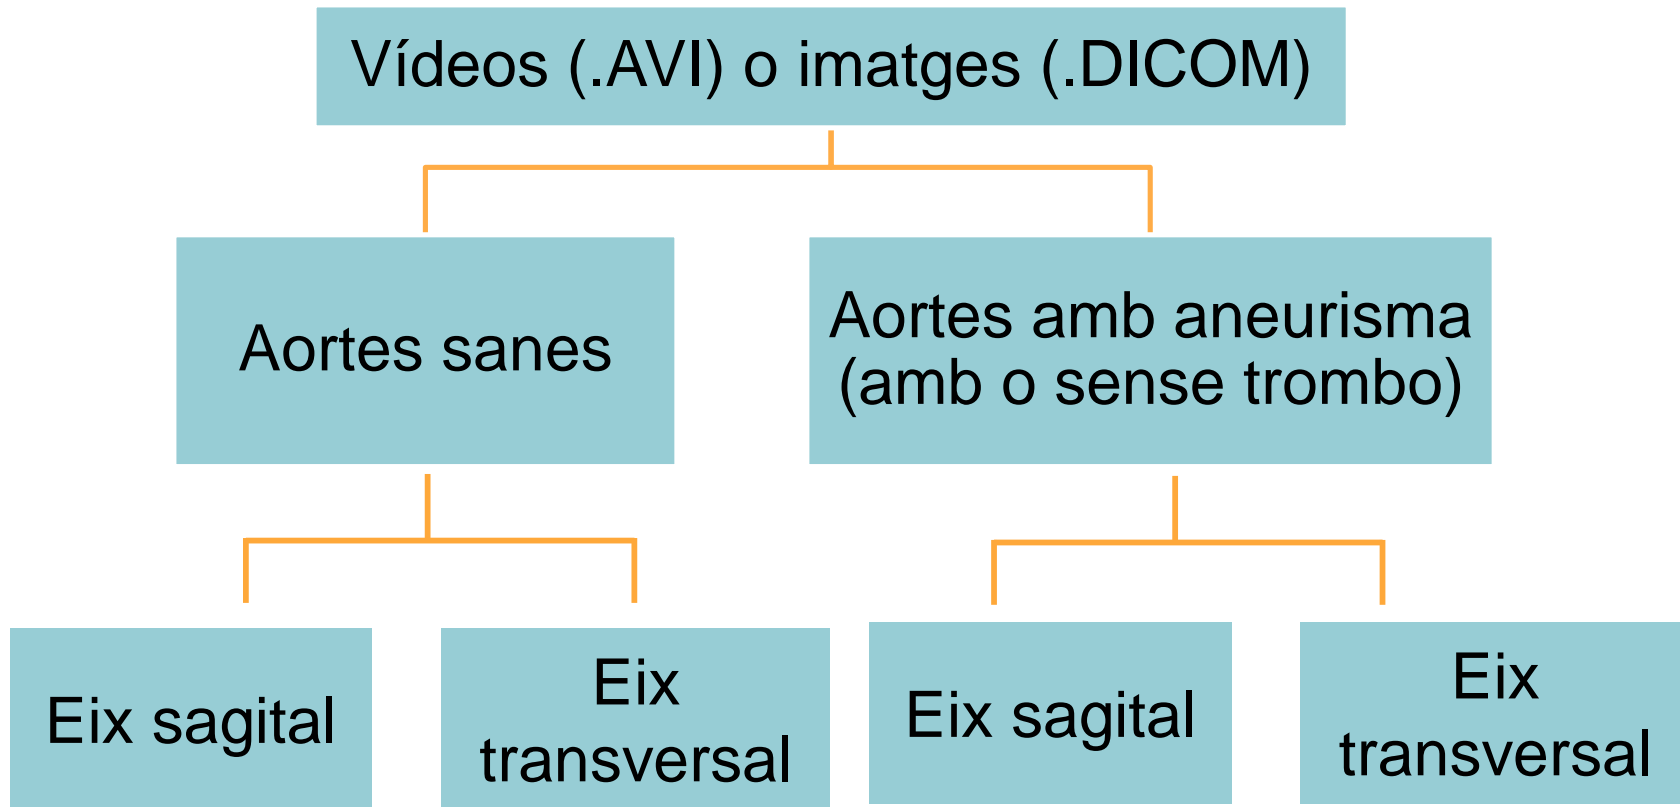 Vídeos (.AVI) o imatges (.DICOM)
Aortes sanes
Aortes amb aneurisma
(amb o sense trombo)
Eix sagital
Eix
transversal
Eix sagital
Eix
transversal